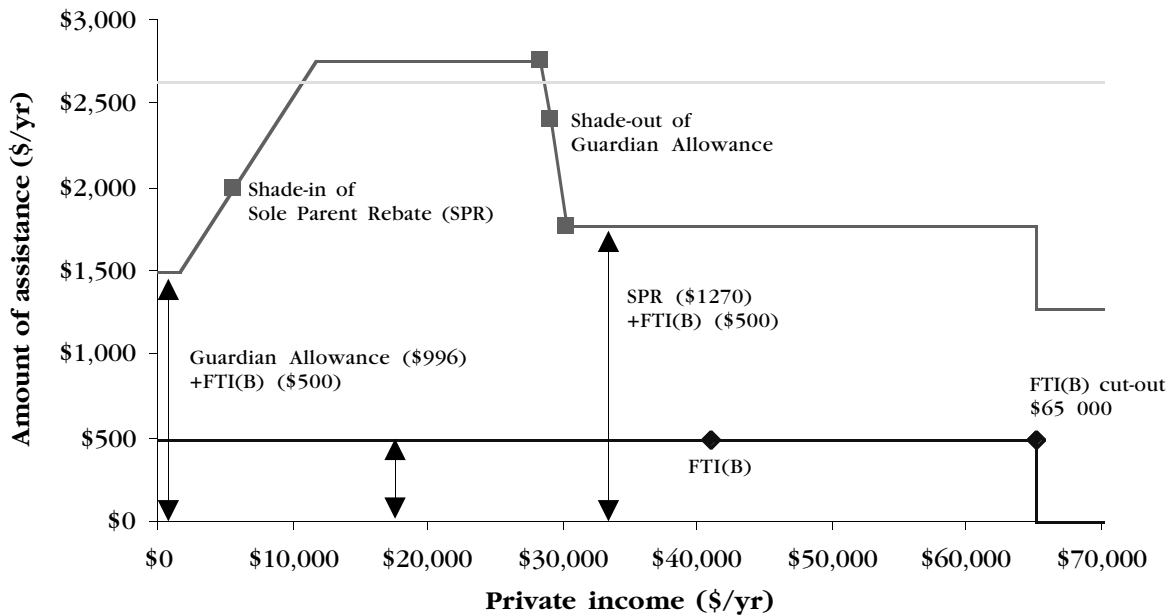 $3,000
$2,500
$2,000
$1,500
$1,000
$500
$0
Amount of assistance ($/yr)
Shade-out of
Guardian Allowance
Shade-in of
Sole Parent Rebate (SPR)
SPR ($1270)
+FTI(B) ($500)
Guardian Allowance ($996)
+FTI(B) ($500)
FTI(B) cut-out
$65 000
FTI(B)
$0
$10,000
$20,000
$30,000
$40,000
$50,000
$60,000
$70,000
Private income ($/yr)